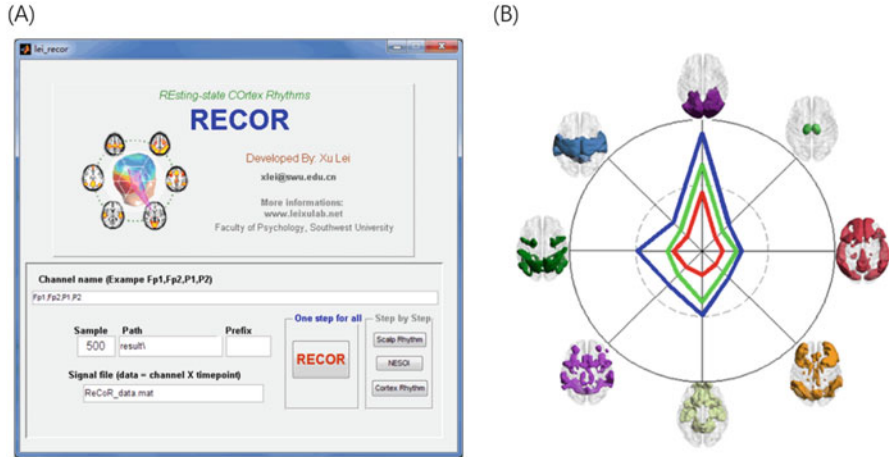 (A)
(B)
lei_recor
REsting-state COrtex Rhythms
RECOR
Developed By: Xu Lei
xlei@swu.edu.cn
More informations:
www.leixulab.net
Faculty of Psychology, Southwest University
Channel name (Exampe Fp1,Fp2,P1,P2)
Fp1,Fp2,P1,P2
Sample Path Prefix
500 result\
Signal file (data = channel X timepoint)
ReCoR_data.mat
One step for all
RECOR
Step by Step
Scalp Rhythm
NESOI
Cortex Rhythm